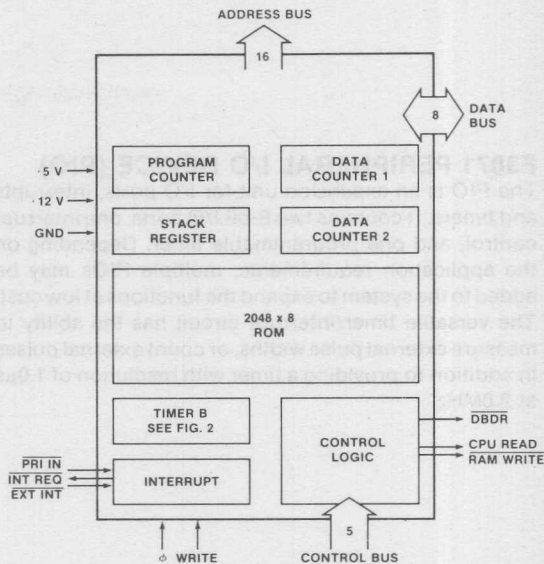 ADDRESS BUS
16
8
DATA
BUS
PROGRAM
COUNTER
DATA
COUNTER 1
5 V
12 V
GND
STACK
REGISTER
DATA
COUNTER 2
2048 x 8
ROM
TIMER B
SEE FIG. 2
CONTROL
LOGIC
DBDR
CPU READ
RAM WRITE
PRI IN
INT REQ
EXT INT
INTERRUPT
5
ϕ WRITE
CONTROL BUS